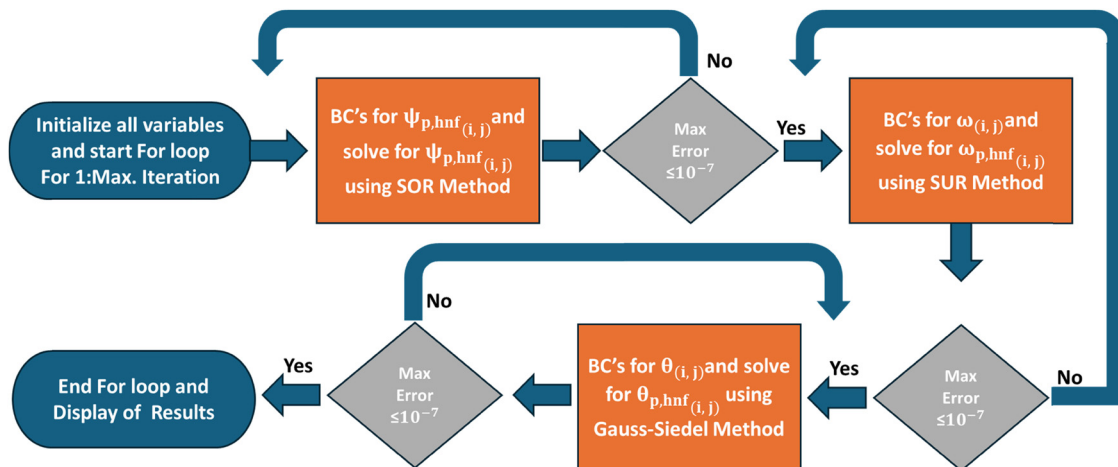 Initialize all variables
and start For loop
For 1:Max. Iteration
BC's for ψp,hnf(i, j) and
solve for ψp,hnf(i, j)
using SOR Method
No
Max
Error
≤10⁻⁷
Yes
BC's for ω(i, j) and
solve for ωp,hnf(i, j)
using SUR Method
No
Max
Error
≤10⁻⁷
Yes
BC's for θ(i, j) and solve
for θp,hnf(i, j) using
Gauss-Siedel Method
No
Max
Error
≤10⁻⁷
Yes
End For loop and
Display of Results